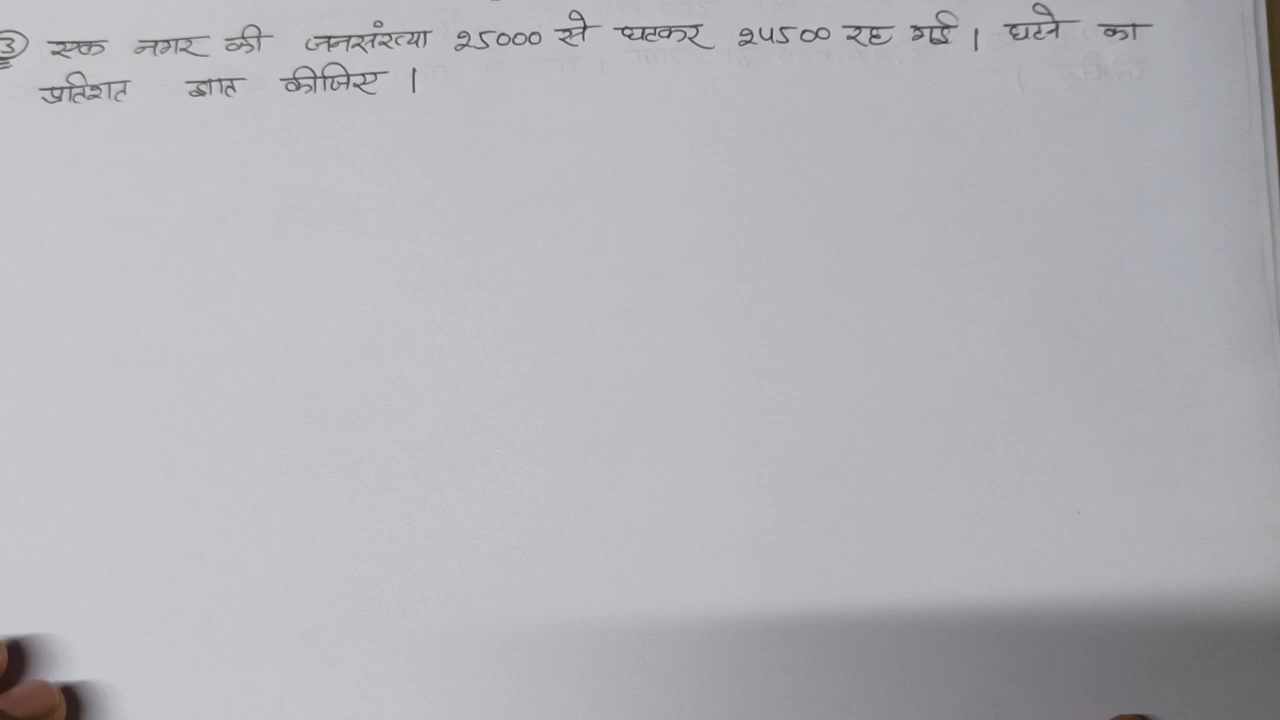 ③ एक नगर की जनसंख्या 25000 से घटकर 24500 रह गई । घटने का
प्रतिशत ज्ञात कीजिए ।